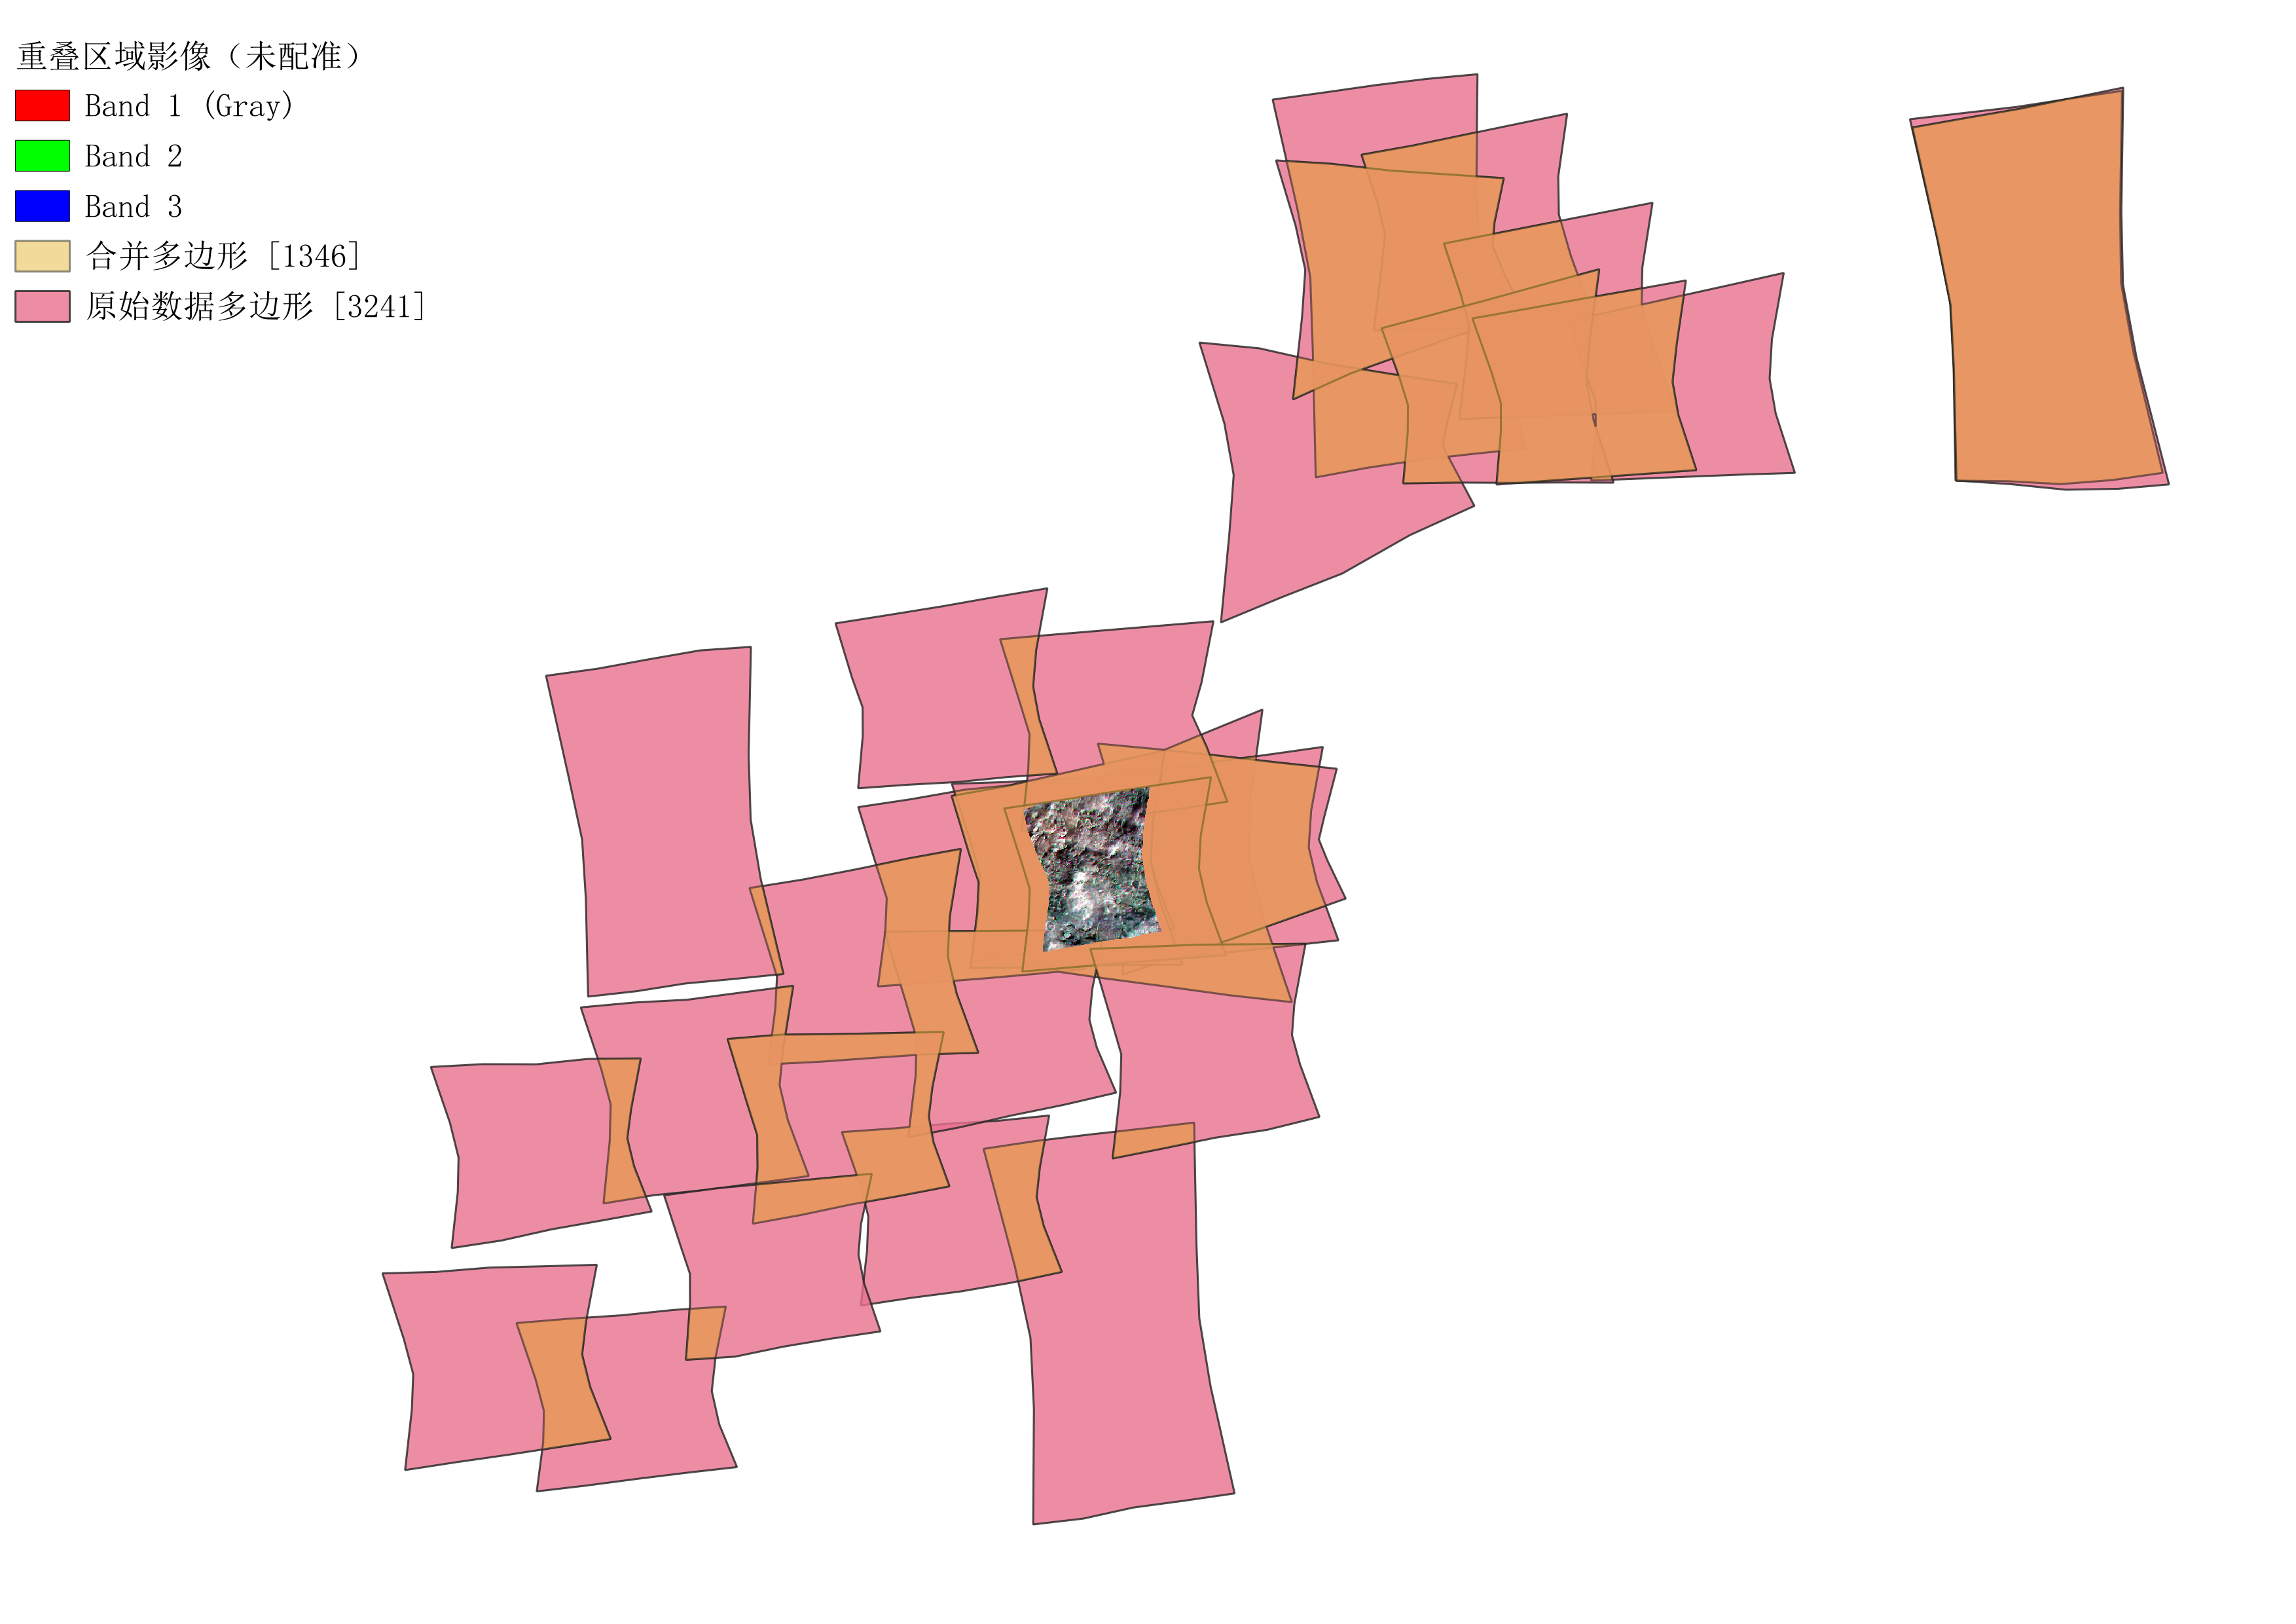 重叠区域影像（未配准）
Band 1 (Gray)
Band 2
Band 3
合并多边形 [1346]
原始数据多边形 [3241]